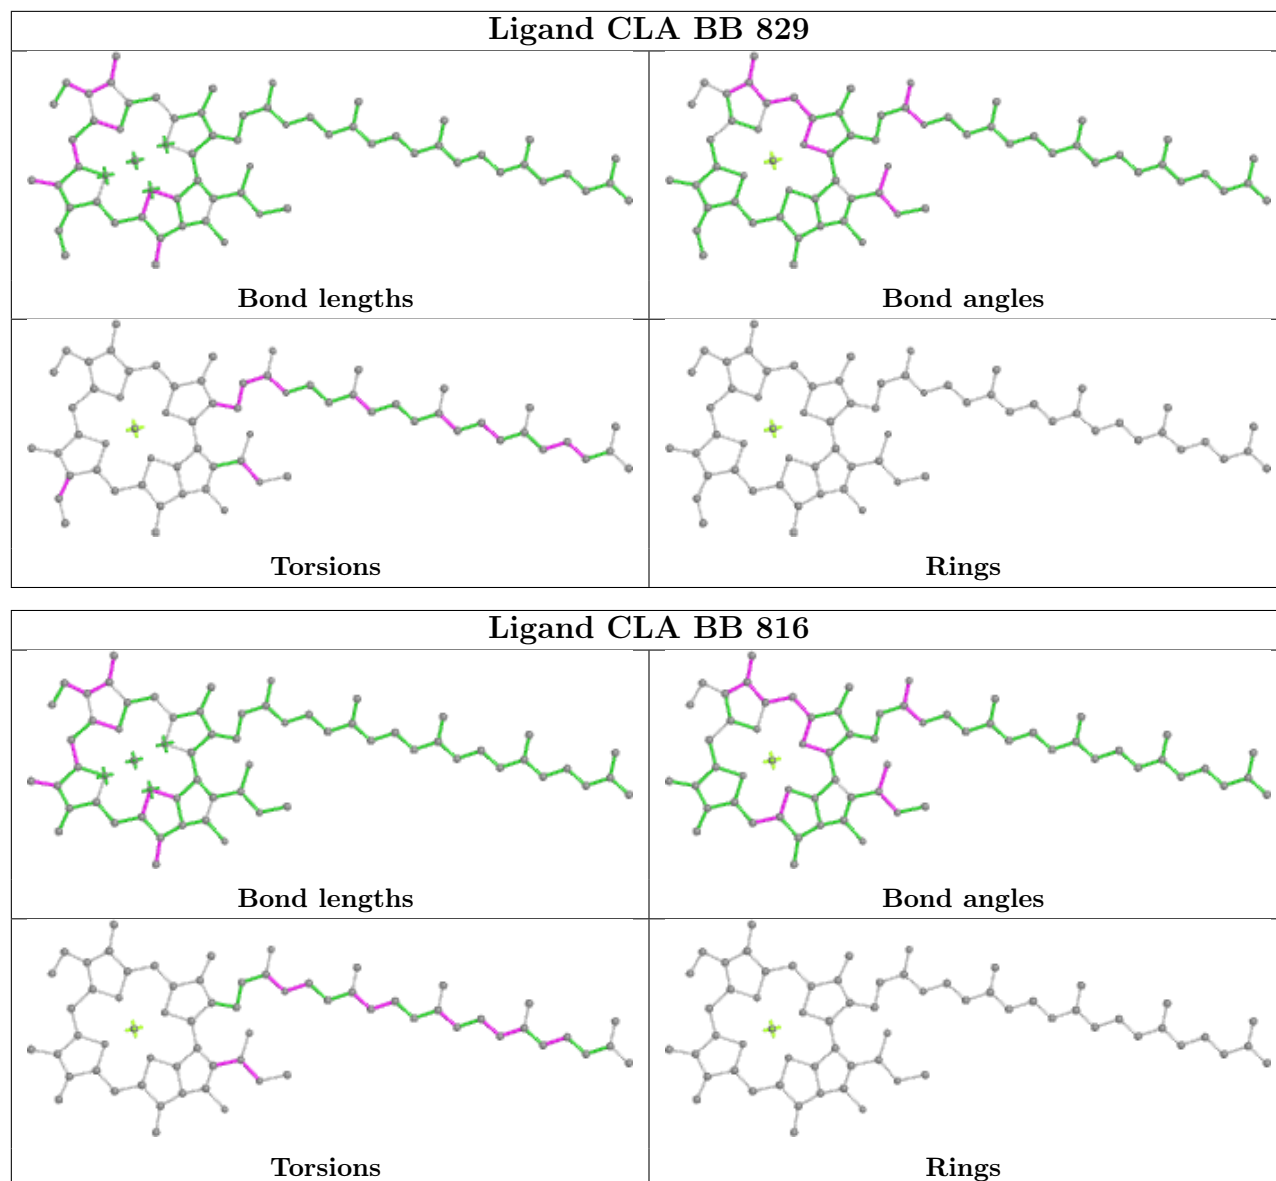 Ligand CLA BB 829
Bond lengths
Bond angles
Torsions
Rings
Ligand CLA BB 816
Bond lengths
Bond angles
Torsions
Rings